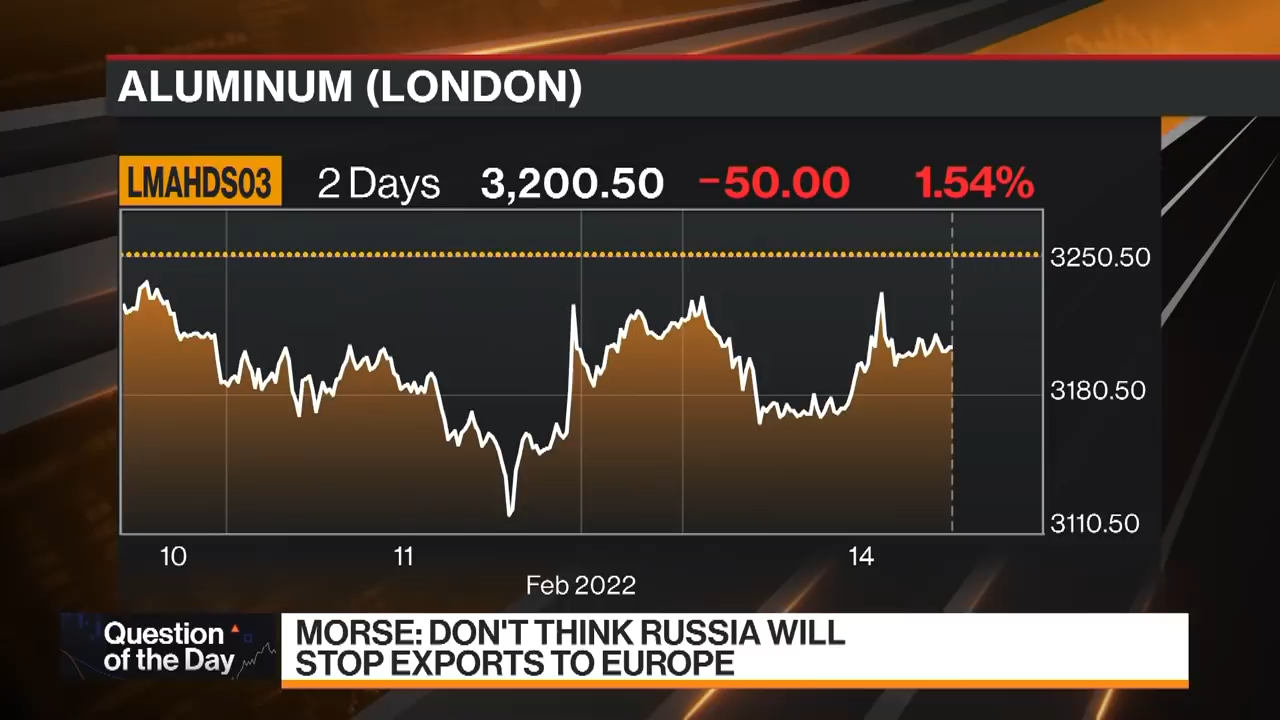 ALUMINUM (LONDON)
LMAHDS03 2 Days 3,200.50 −50.00 1.54%
3250.50
3180.50
3110.50
10 11 14
Feb 2022
Question
of the Day
MORSE: DON'T THINK RUSSIA WILL
STOP EXPORTS TO EUROPE